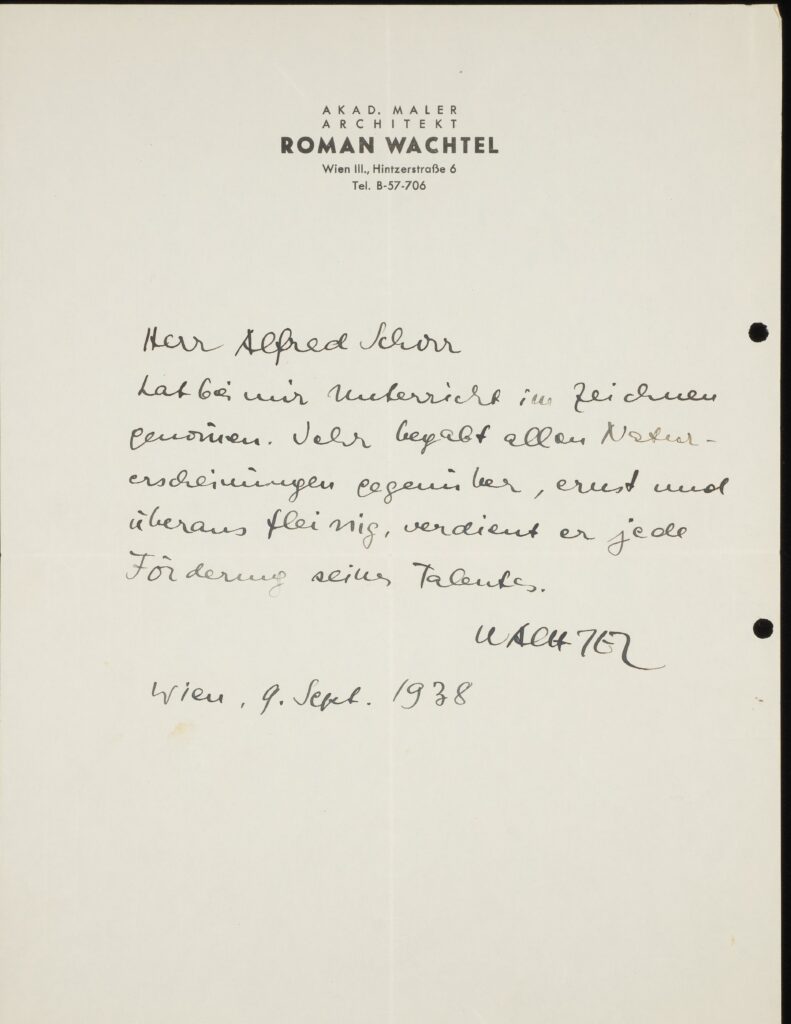 AKAD. MALER
ARCHITEKT
ROMAN WACHTEL
Wien III., Hintzerstraße 6
Tel. B-57-706
Herr Alfred Schorr
hat bei mir Unterricht im Zeichnen
genom̅en. Sehr begabt allen Natur-
erscheinungen gegenüber, ernst und
überaus fleissig, verdient er jede
Förderung seines Talentes.
WACHTEL
Wien, 9. Sept. 1938